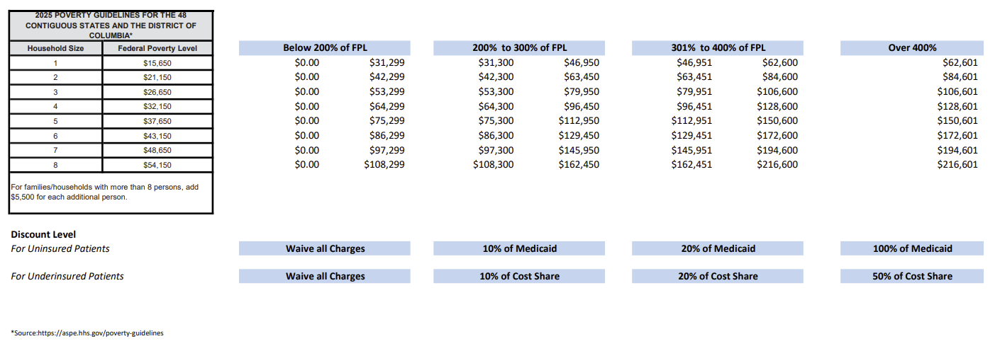 2025 POVERTY GUIDELINES FOR THE 48
CONTIGUOUS STATES AND THE DISTRICT OF
COLUMBIA*
Household Size Federal Poverty Level Below 200% of FPL 200% to 300% of FPL 301% to 400% of FPL Over 400%
1 $15,650 $0.00 $31,299 $31,300 $46,950 $46,951 $62,600 $62,601
2 $21,150 $0.00 $42,299 $42,300 $63,450 $63,451 $84,600 $84,601
3 $26,650 $0.00 $53,299 $53,300 $79,950 $79,951 $106,600 $106,601
4 $32,150 $0.00 $64,299 $64,300 $96,450 $96,451 $128,600 $128,601
5 $37,650 $0.00 $75,299 $75,300 $112,950 $112,951 $150,600 $150,601
6 $43,150 $0.00 $86,299 $86,300 $129,450 $129,451 $172,600 $172,601
7 $48,650 $0.00 $97,299 $97,300 $145,950 $145,951 $194,600 $194,601
8 $54,150 $0.00 $108,299 $108,300 $162,450 $162,451 $216,600 $216,601
For families/households with more than 8 persons, add
$5,500 for each additional person.
Discount Level
For Uninsured Patients Waive all Charges 10% of Medicaid 20% of Medicaid 100% of Medicaid
For Underinsured Patients Waive all Charges 10% of Cost Share 20% of Cost Share 50% of Cost Share
*Source:https://aspe.hhs.gov/poverty-guidelines